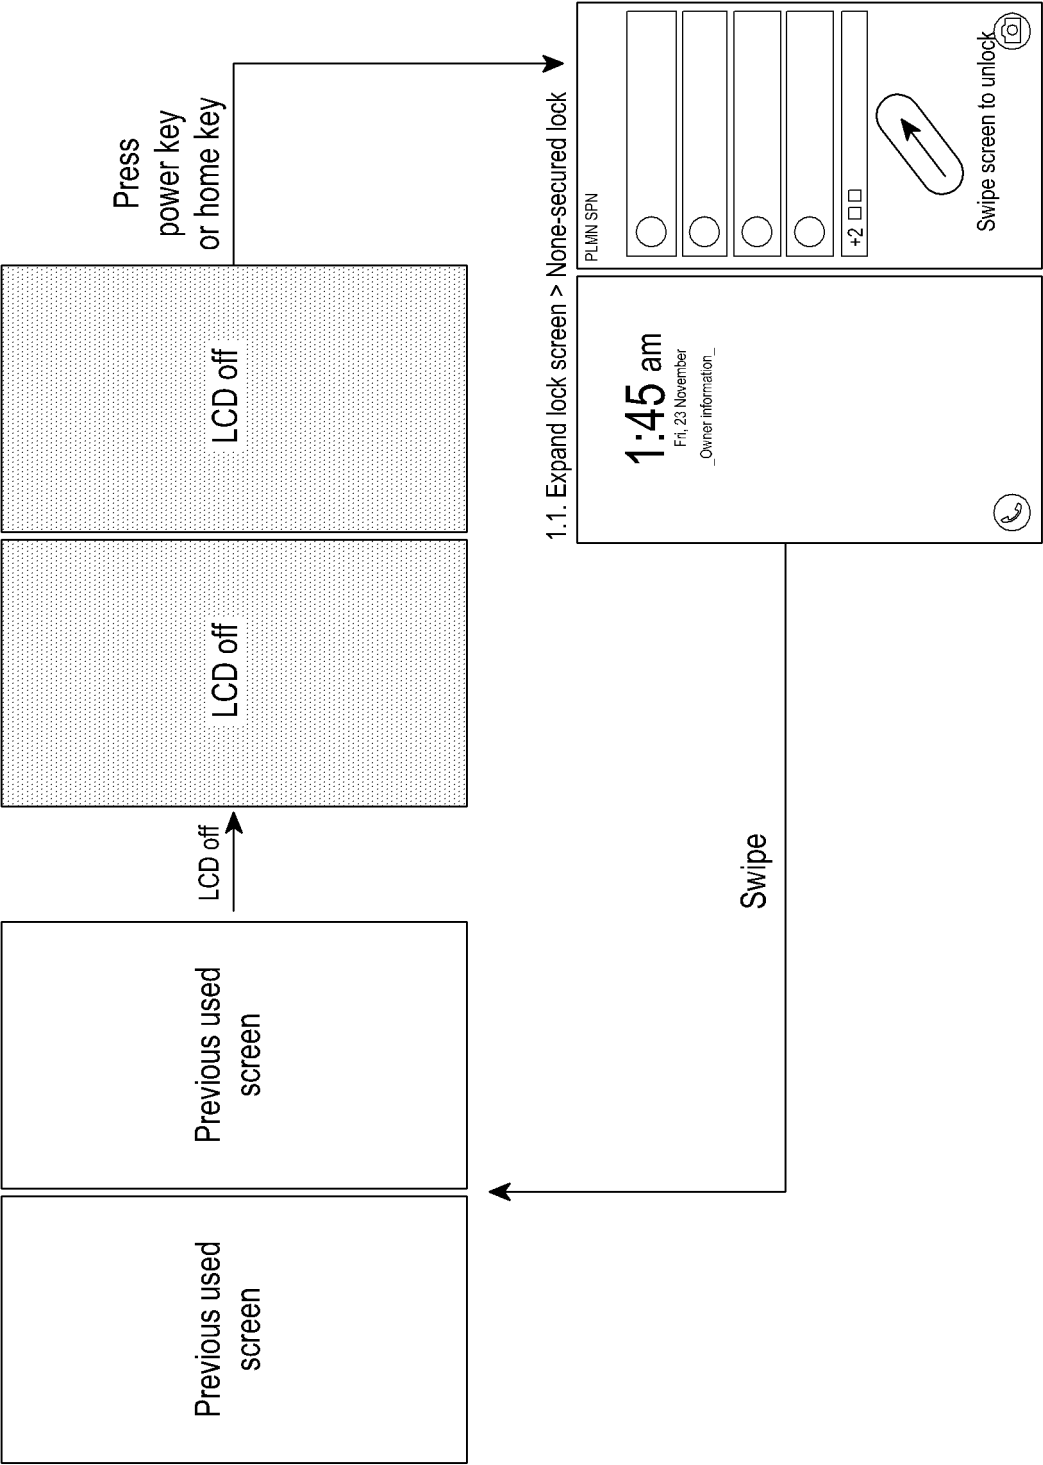 Previous used
screen
Previous used
screen
LCD off
LCD off
LCD off
Press
power key
or home key
1.1. Expand lock screen > None-secured lock
1:45 am
Fri, 23 November
_Owner information_
PLMN SPN
+2
Swipe screen to unlock
Swipe